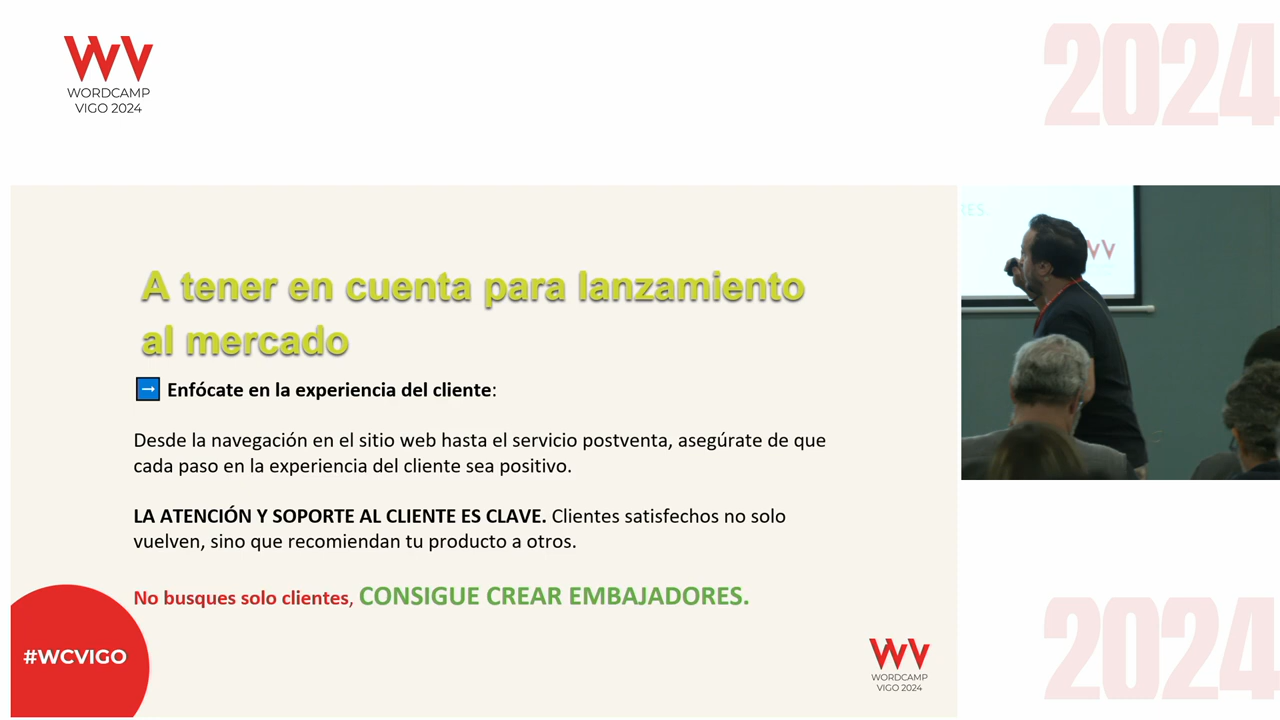 WORDCAMP
VIGO 2024
2024
A tener en cuenta para lanzamiento
al mercado
Enfócate en la experiencia del cliente:
Desde la navegación en el sitio web hasta el servicio postventa, asegúrate de que
cada paso en la experiencia del cliente sea positivo.
LA ATENCIÓN Y SOPORTE AL CLIENTE ES CLAVE. Clientes satisfechos no solo
vuelven, sino que recomiendan tu producto a otros.
No busques solo clientes, CONSIGUE CREAR EMBAJADORES.
#WCVIGO
WORDCAMP
VIGO 2024
RES.
2024